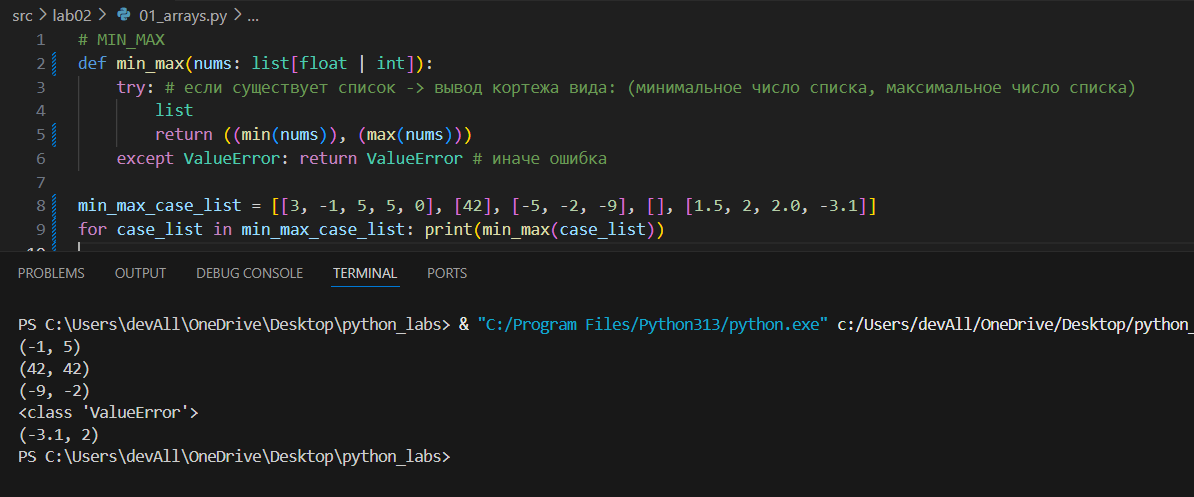 src > lab02 > 01_arrays.py > ...
1 # MIN_MAX
2 def min_max(nums: list[float | int]):
3     try: # если существует список -> вывод кортежа вида: (минимальное число списка, максимальное число списка)
4         list
5         return ((min(nums)), (max(nums)))
6     except ValueError: return ValueError # иначе ошибка
7
8 min_max_case_list = [[3, -1, 5, 5, 0], [42], [-5, -2, -9], [], [1.5, 2, 2.0, -3.1]]
9 for case_list in min_max_case_list: print(min_max(case_list))
10
PROBLEMS OUTPUT DEBUG CONSOLE TERMINAL PORTS
PS C:\Users\devAll\OneDrive\Desktop\python_labs> & "C:/Program Files/Python313/python.exe" c:/Users/devAll/OneDrive/Desktop/python_
(-1, 5)
(42, 42)
(-9, -2)
<class 'ValueError'>
(-3.1, 2)
PS C:\Users\devAll\OneDrive\Desktop\python_labs>